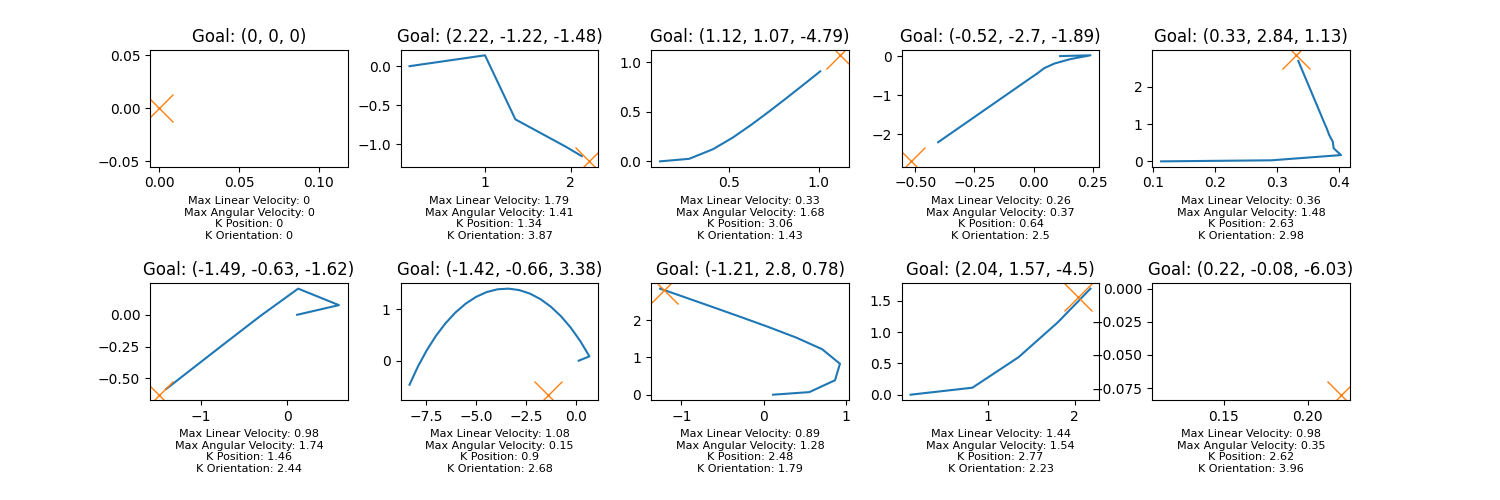 Goal: (0, 0, 0)
0.05
0.00
−0.05
0.00
0.05
0.10
Max Linear Velocity: 0
Max Angular Velocity: 0
K Position: 0
K Orientation: 0
Goal: (2.22, -1.22, -1.48)
0.0
−0.5
−1.0
1
2
Max Linear Velocity: 1.79
Max Angular Velocity: 1.41
K Position: 1.34
K Orientation: 3.87
Goal: (1.12, 1.07, -4.79)
1.0
0.5
0.0
0.5
1.0
Max Linear Velocity: 0.33
Max Angular Velocity: 1.68
K Position: 3.06
K Orientation: 1.43
Goal: (-0.52, -2.7, -1.89)
0
−1
−2
−0.50
−0.25
0.00
0.25
Max Linear Velocity: 0.26
Max Angular Velocity: 0.37
K Position: 0.64
K Orientation: 2.5
Goal: (0.33, 2.84, 1.13)
2
1
0
0.1
0.2
0.3
0.4
Max Linear Velocity: 0.36
Max Angular Velocity: 1.48
K Position: 2.63
K Orientation: 2.98
Goal: (-1.49, -0.63, -1.62)
0.00
−0.25
−0.50
−1
0
Max Linear Velocity: 0.98
Max Angular Velocity: 1.74
K Position: 1.46
K Orientation: 2.44
Goal: (-1.42, -0.66, 3.38)
1
0
−7.5
−5.0
−2.5
0.0
Max Linear Velocity: 1.08
Max Angular Velocity: 0.15
K Position: 0.9
K Orientation: 2.68
Goal: (-1.21, 2.8, 0.78)
2
1
0
−1
0
1
Max Linear Velocity: 0.89
Max Angular Velocity: 1.28
K Position: 2.48
K Orientation: 1.79
Goal: (2.04, 1.57, -4.5)
1.5
1.0
0.5
0.0
1
2
Max Linear Velocity: 1.44
Max Angular Velocity: 1.54
K Position: 2.77
K Orientation: 2.23
Goal: (0.22, -0.08, -6.03)
0.000
−0.025
−0.050
−0.075
0.15
0.20
Max Linear Velocity: 0.98
Max Angular Velocity: 0.35
K Position: 2.62
K Orientation: 3.96